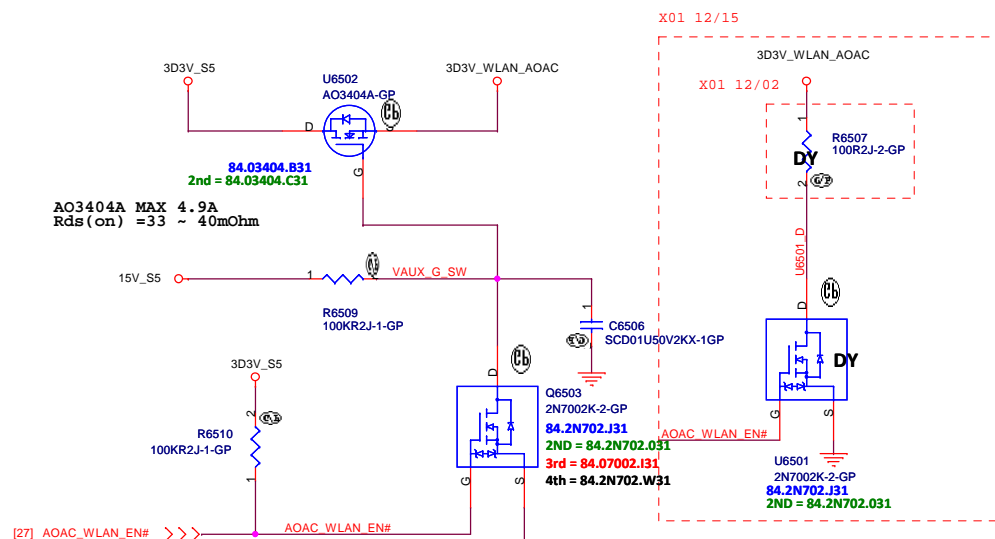 X01 12/15
3D3V_S5
U6502
AO3404A-GP
3D3V_WLAN_AOAC
D
S
G
84.03404.B31
2nd = 84.03404.C31
AO3404A MAX 4.9A
Rds(on) =33 ~ 40mOhm
3D3V_WLAN_AOAC
X01 12/02
1
R6507
100R2J-2-GP
DY
2
U6501_D
15V_S5
1
VAUX_G_SW
R6509
100KR2J-1-GP
1
C6506
SCD01U50V2KX-1GP
3D3V_S5
2
R6510
100KR2J-1-GP
1
D
Q6503
2N7002K-2-GP
84.2N702.J31
2ND = 84.2N702.031
3rd = 84.07002.I31
4th = 84.2N702.W31
G
S
D
DY
G
S
AOAC_WLAN_EN#
U6501
2N7002K-2-GP
84.2N702.J31
2ND = 84.2N702.031
[27] AOAC_WLAN_EN#
AOAC_WLAN_EN#